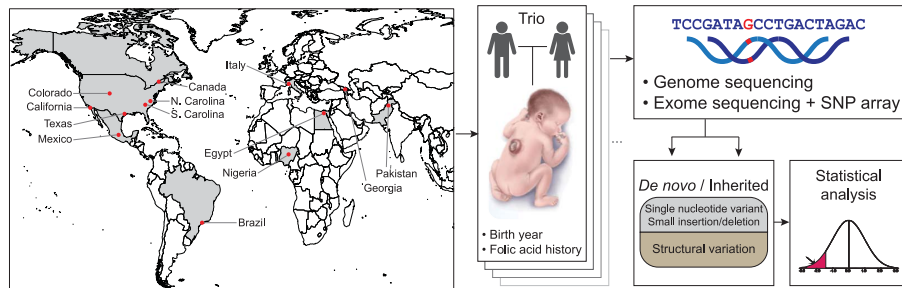 Italy
Canada
Colorado
California
N. Carolina
S. Carolina
Texas
Mexico
Egypt
Nigeria
Pakistan
Georgia
Brazil
Trio
• Birth year
• Folic acid history
...
TCCGATAGCCTGACTAGAC
• Genome sequencing
• Exome sequencing + SNP array
De novo / Inherited
Single nucleotide variant
Small insertion/deletion
Structural variation
Statistical
analysis